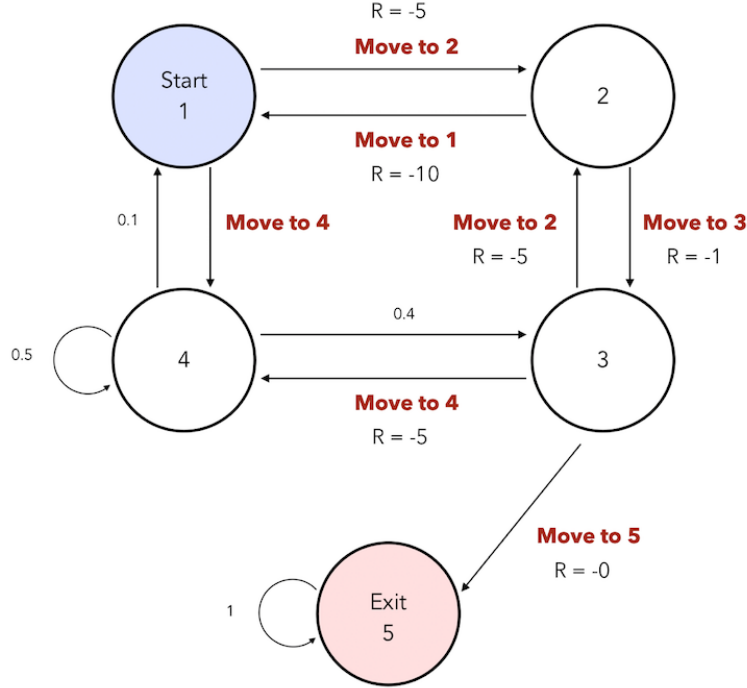 R = -5
Move to 2
Start
1
2
Move to 1
R = -10
0.1
Move to 4
Move to 2
R = -5
Move to 3
R = -1
0.5
4
0.4
3
Move to 4
R = -5
Move to 5
R = -0
1
Exit
5